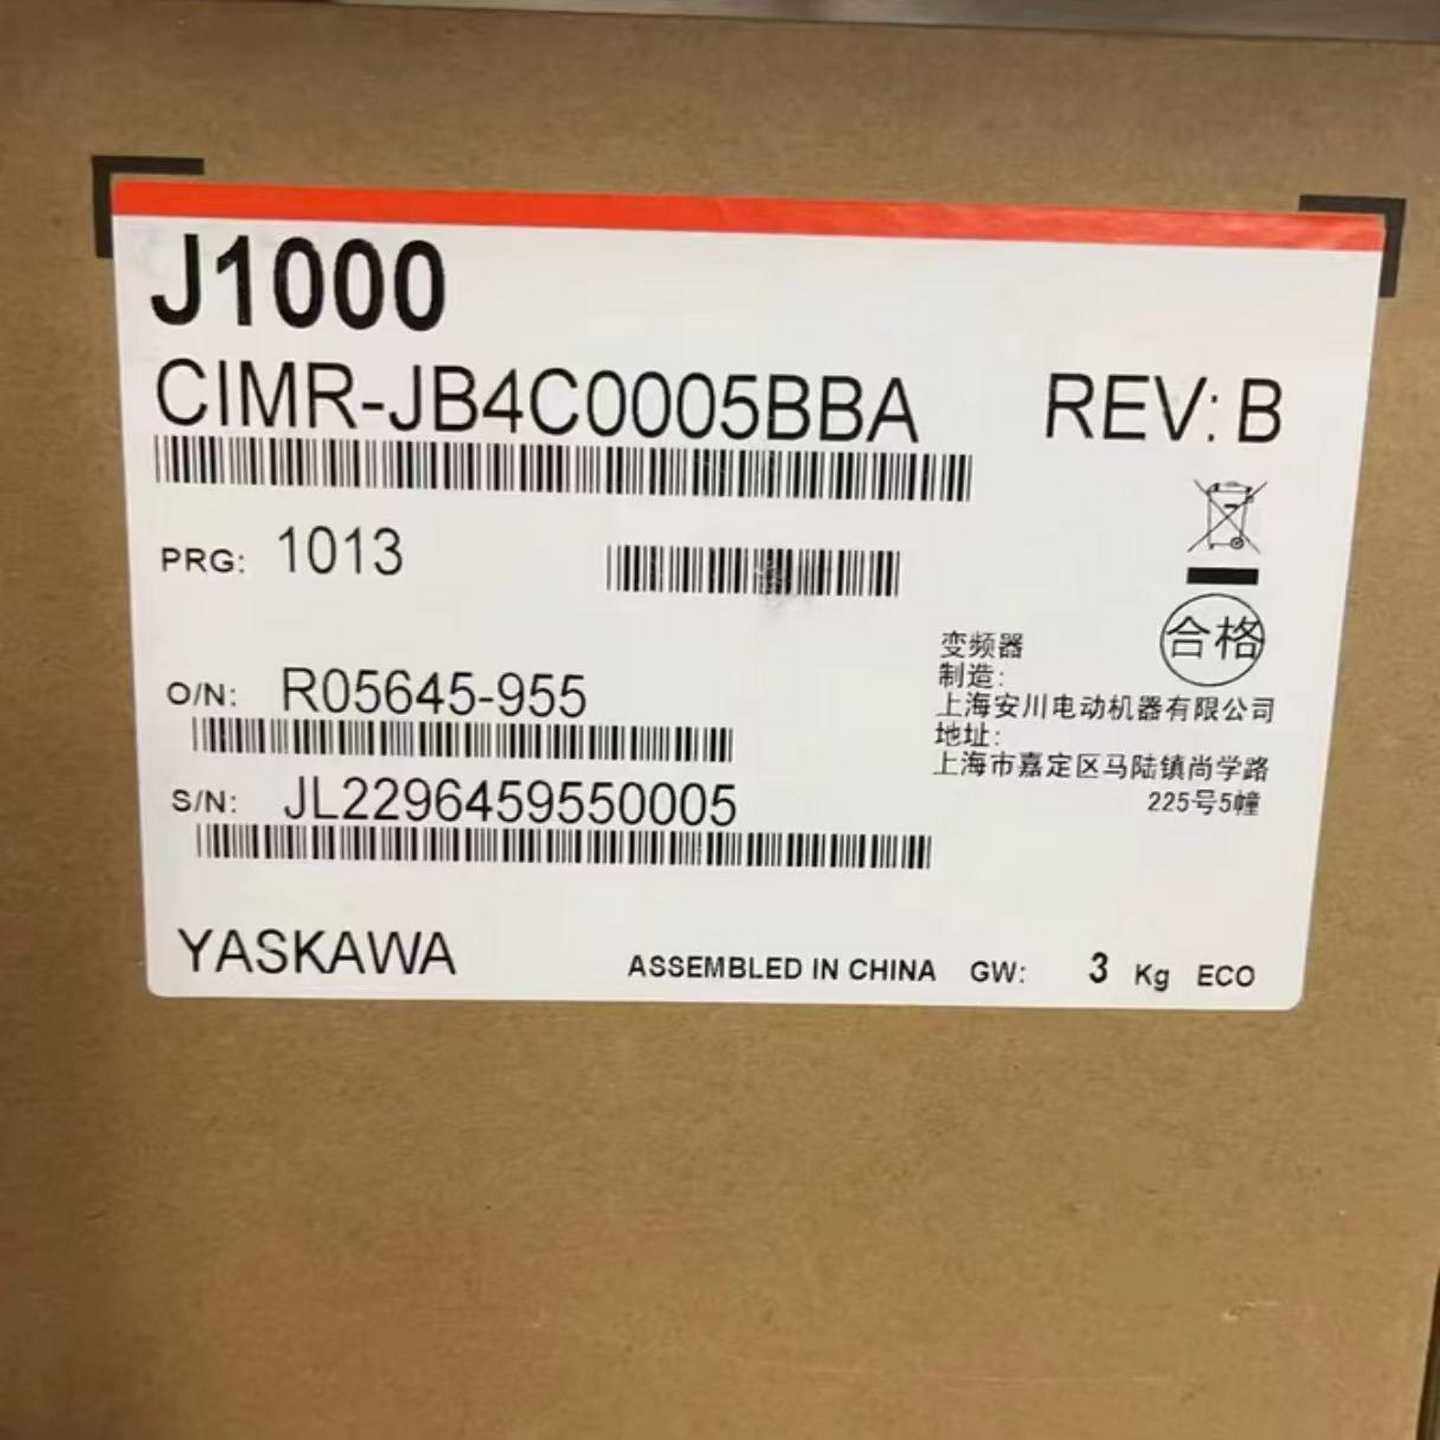 J1000
CIMR-JB4C0005BBA REV: B
PRG: 1013
合格
变频器
制造:
上海安川电动机器有限公司
地址:
上海市嘉定区马陆镇尚学路
225号5幢
O/N: R05645-955
S/N: JL2296459550005
YASKAWA ASSEMBLED IN CHINA GW: 3 Kg ECO